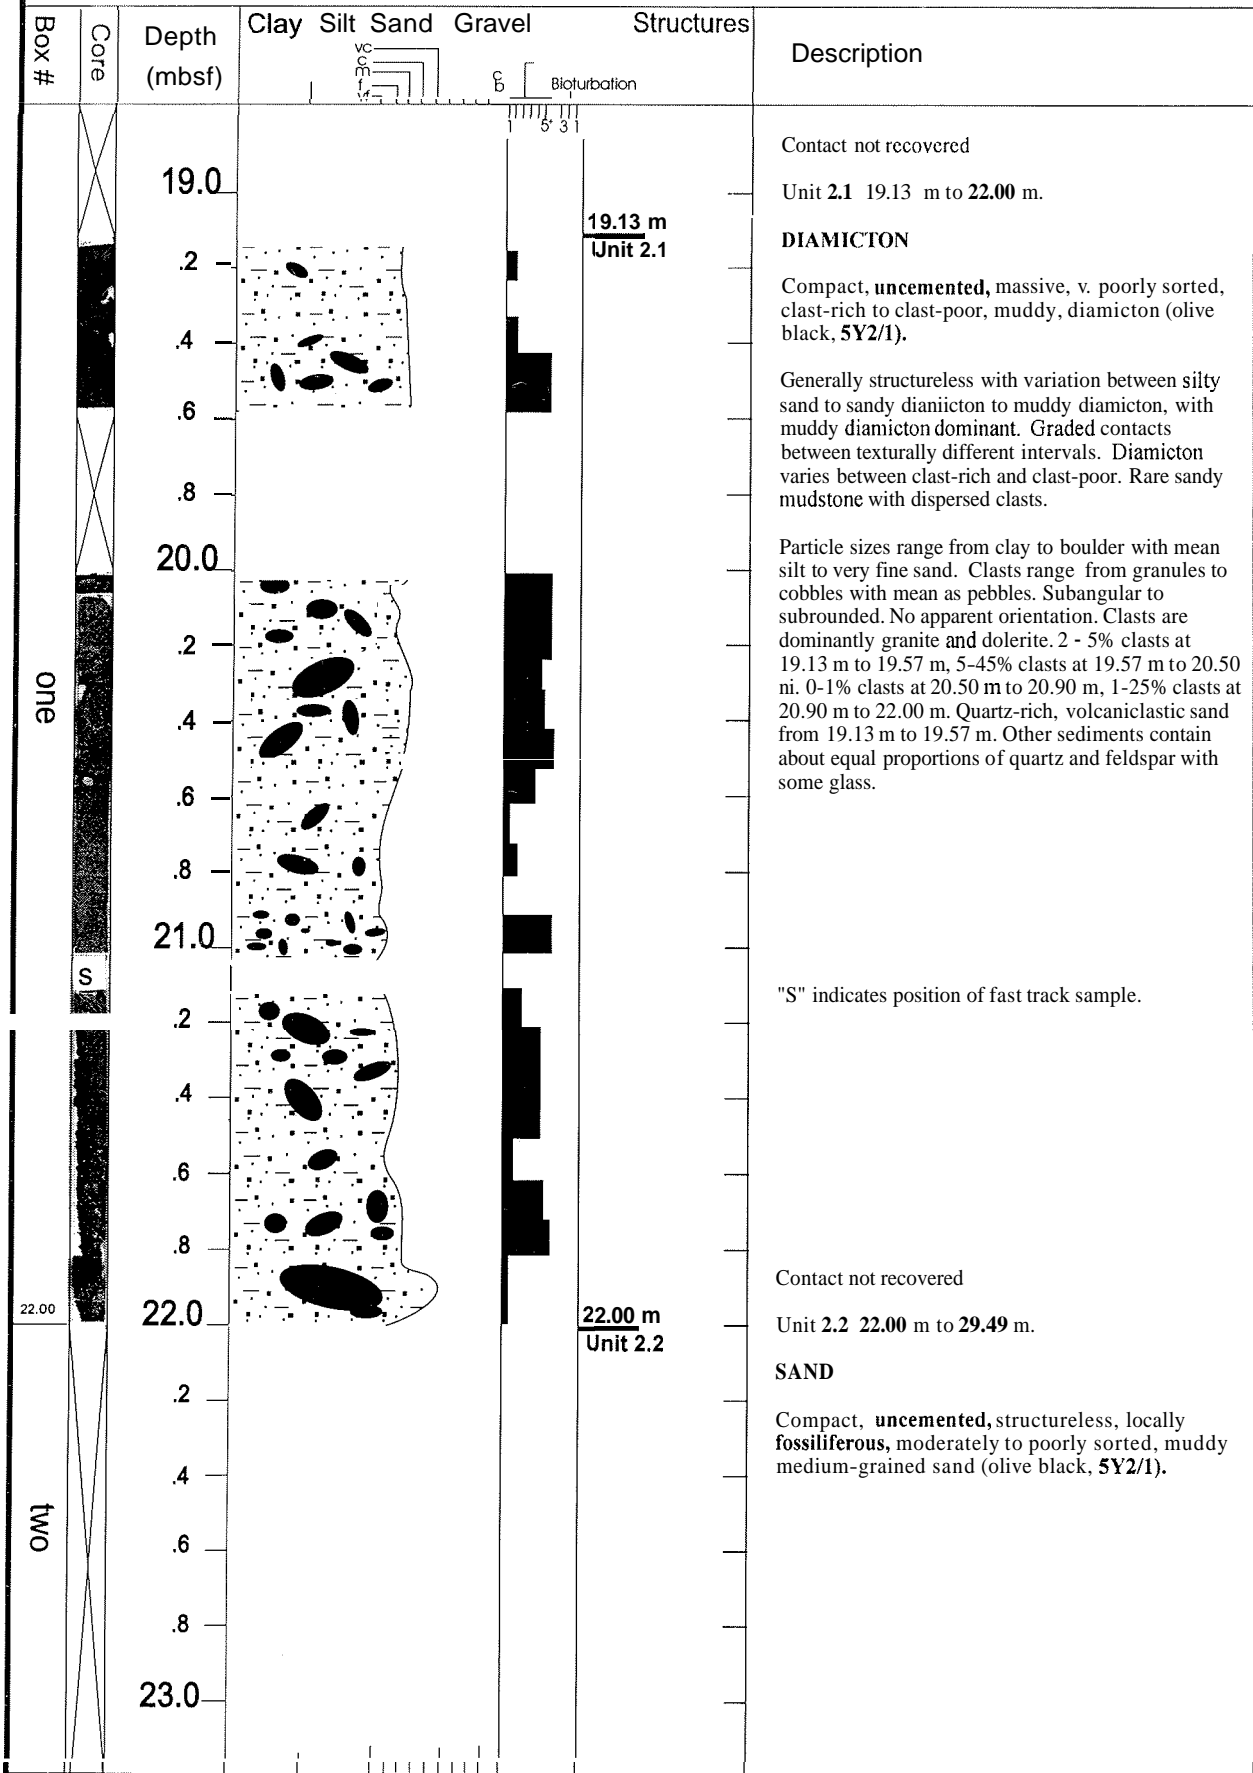 Box #
Core
Depth
(mbsf)
Clay Silt Sand Gravel
Structures
Description
vc
c
m
f
vf
c
b
Bioturbation
1 5+ 3 1
Contact not recovered
19.0
Unit 2.1 19.13 m to 22.00 m.
19.13 m
Unit 2.1
DIAMICTON
.2
Compact, uncemented, massive, v. poorly sorted,
clast-rich to clast-poor, muddy, diamicton (olive
black, 5Y2/1).
.4
Generally structureless with variation between silty
sand to sandy dianiicton to muddy diamicton, with
muddy diamicton dominant. Graded contacts
between texturally different intervals. Diamicton
varies between clast-rich and clast-poor. Rare sandy
mudstone with dispersed clasts.
.6
.8
20.0
Particle sizes range from clay to boulder with mean
silt to very fine sand. Clasts range from granules to
cobbles with mean as pebbles. Subangular to
subrounded. No apparent orientation. Clasts are
dominantly granite and dolerite. 2 - 5% clasts at
19.13 m to 19.57 m, 5-45% clasts at 19.57 m to 20.50
ni. 0-1% clasts at 20.50 m to 20.90 m, 1-25% clasts at
20.90 m to 22.00 m. Quartz-rich, volcaniclastic sand
from 19.13 m to 19.57 m. Other sediments contain
about equal proportions of quartz and feldspar with
some glass.
.2
one
.4
.6
.8
21.0
S
"S" indicates position of fast track sample.
.2
.4
.6
.8
Contact not recovered
22.00
22.0
22.00 m
Unit 2.2
Unit 2.2 22.00 m to 29.49 m.
SAND
.2
Compact, uncemented, structureless, locally
fossiliferous, moderately to poorly sorted, muddy
medium-grained sand (olive black, 5Y2/1).
.4
two
.6
.8
23.0